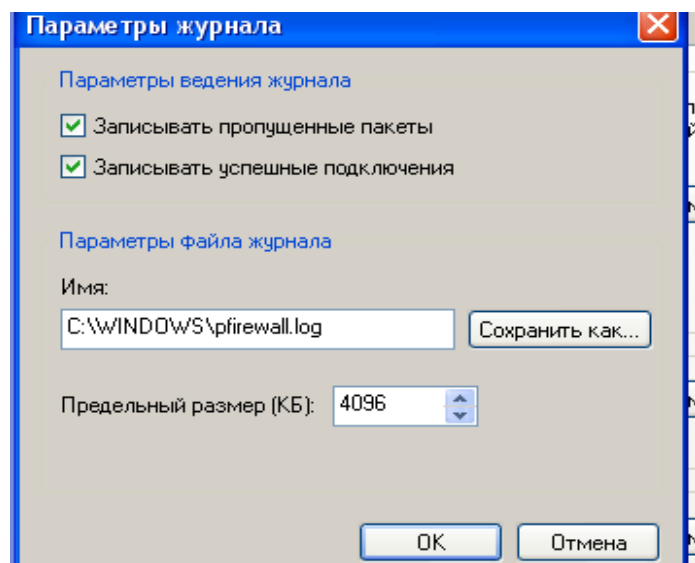 Параметры журнала
Параметры ведения журнала
Записывать пропущенные пакеты
Записывать успешные подключения
Параметры файла журнала
Имя:
C:\WINDOWS\pfirewall.log
Сохранить как...
Предельный размер (КБ):
4096
OK
Отмена